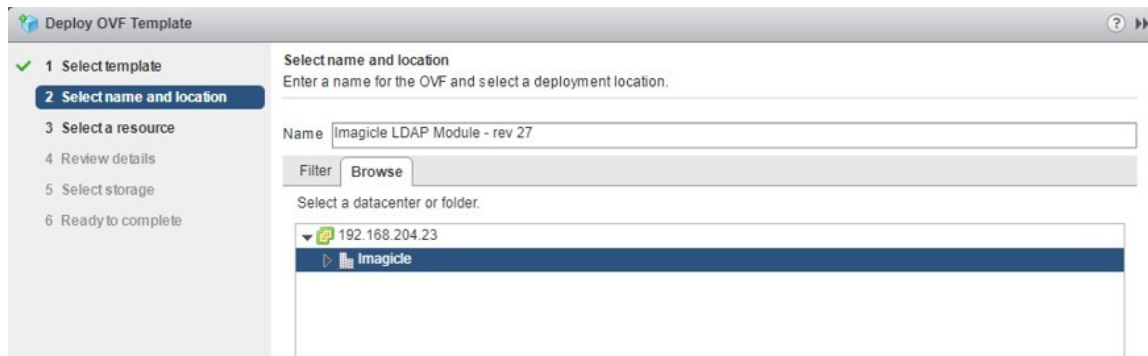 Deploy OVF Template
1 Select template
2 Select name and location
3 Select a resource
4 Review details
5 Select storage
6 Ready to complete
Select name and location
Enter a name for the OVF and select a deployment location.
Name Imagicle LDAP Module - rev 27
Filter Browse
Select a datacenter or folder.
192.168.204.23
Imagicle